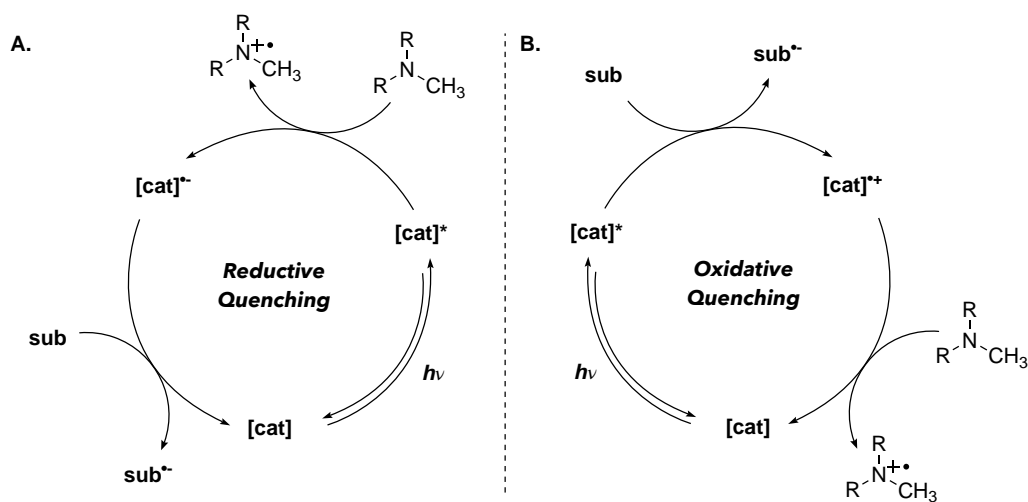 A.
R
N
+•
R
CH₃
R
N
R
CH₃
[cat]•-
[cat]*
Reductive
Quenching
sub
hν
[cat]
sub•-
B.
sub
sub•-
[cat]•+
[cat]*
Oxidative
Quenching
R
N
R
CH₃
hν
[cat]
R
N
+•
R
CH₃